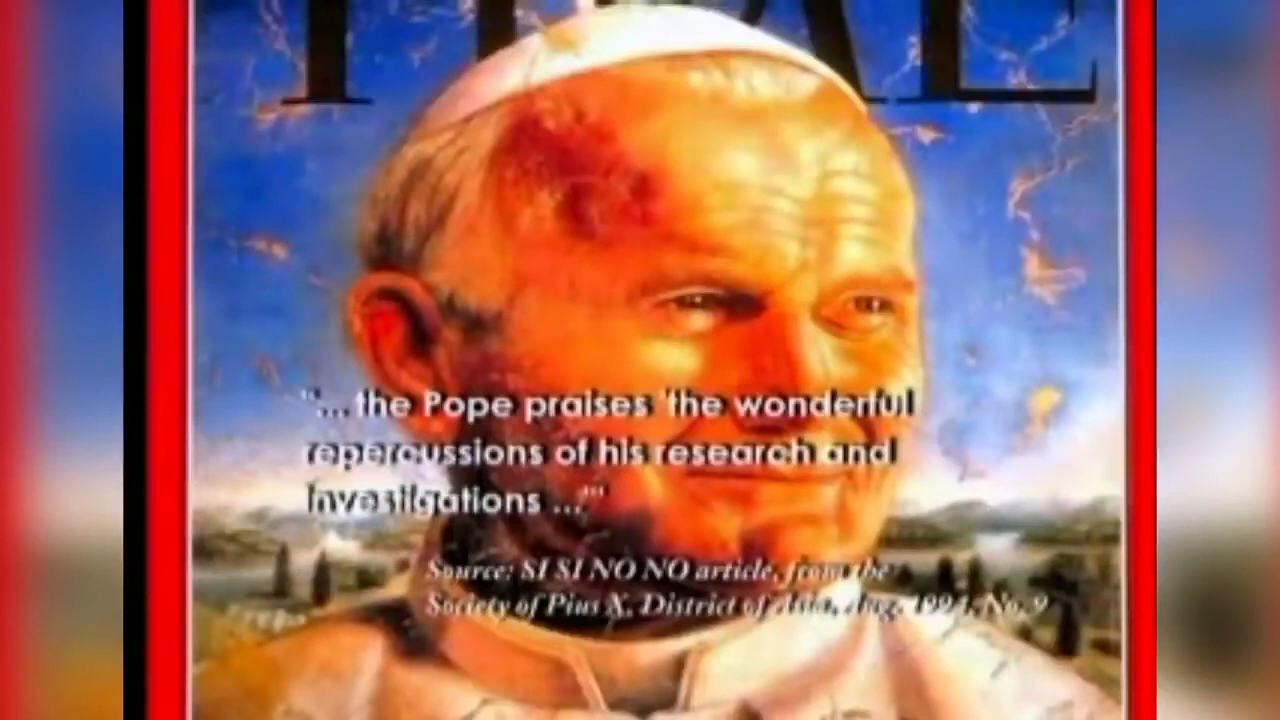 "...the Pope praises 'the wonderful
repercussions of his research and
investigations ...'"
Source: SI SI NO NO article, from the
Society of Pius X, District of Asia, Aug. 1994, No.9